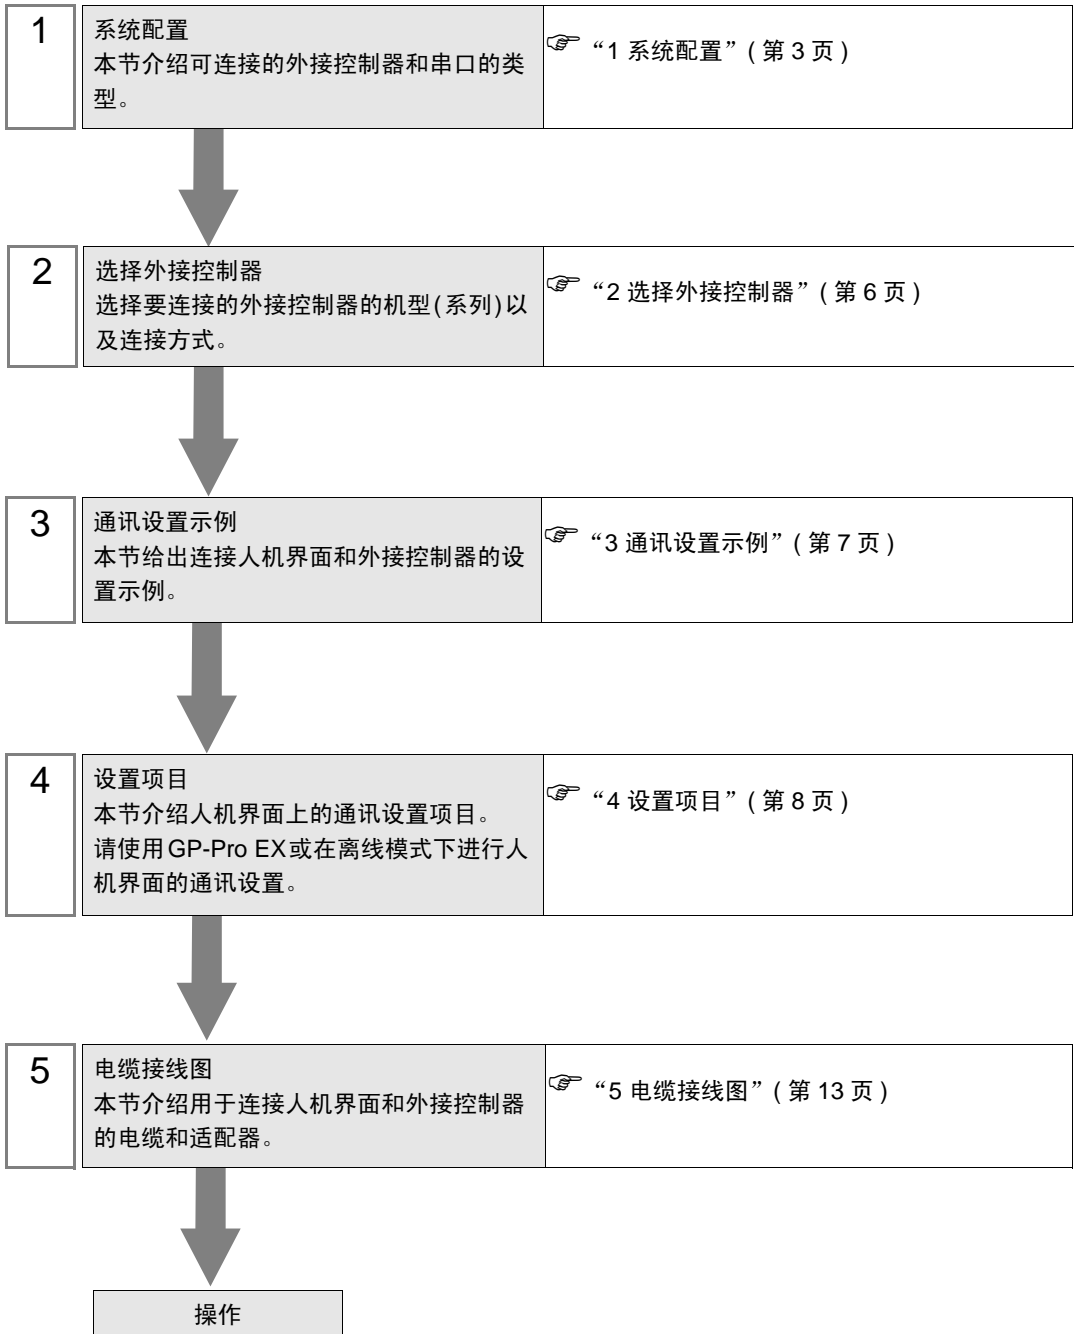 1
系统配置
本节介绍可连接的外接控制器和串口的类
型。
☞ “1 系统配置” ( 第 3 页 )
2
选择外接控制器
选择要连接的外接控制器的机型(系列)以
及连接方式。
☞ “2 选择外接控制器” ( 第 6 页 )
3
通讯设置示例
本节给出连接人机界面和外接控制器的设
置示例。
☞ “3 通讯设置示例” ( 第 7 页 )
4
设置项目
本节介绍人机界面上的通讯设置项目。
请使用GP-Pro EX或在离线模式下进行人
机界面的通讯设置。
☞ “4 设置项目” ( 第 8 页 )
5
电缆接线图
本节介绍用于连接人机界面和外接控制器
的电缆和适配器。
☞ “5 电缆接线图” ( 第 13 页 )
操作